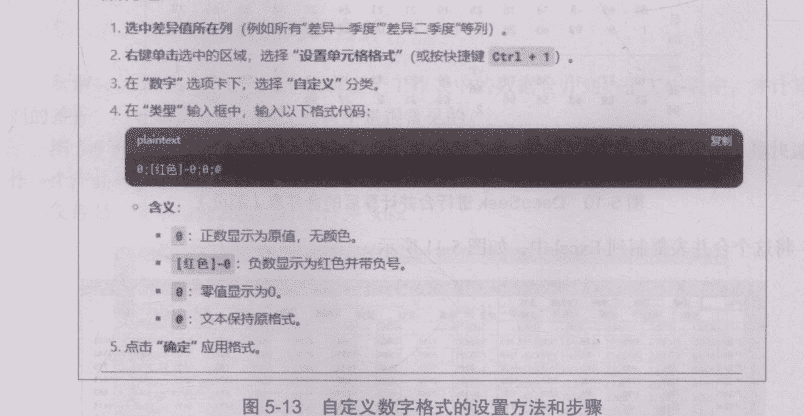 1. 选中差异值所在列（例如所有“差异一季度”“差异二季度”等列）。
2. 右键单击选中的区域，选择 “设置单元格格式”（或按快捷键 Ctrl + 1 ）。
3. 在 “数字” 选项卡下，选择 “自定义” 分类。
4. 在 “类型” 输入框中，输入以下格式代码：
plaintext 复制
0;[红色]-0;0;@
含义：
0 ：正数显示为原值，无颜色。
[红色]-0 ：负数显示为红色并带负号。
0 ：零值显示为0。
@ ：文本保持原格式。
5. 点击 “确定” 应用格式。
图 5-13 自定义数字格式的设置方法和步骤